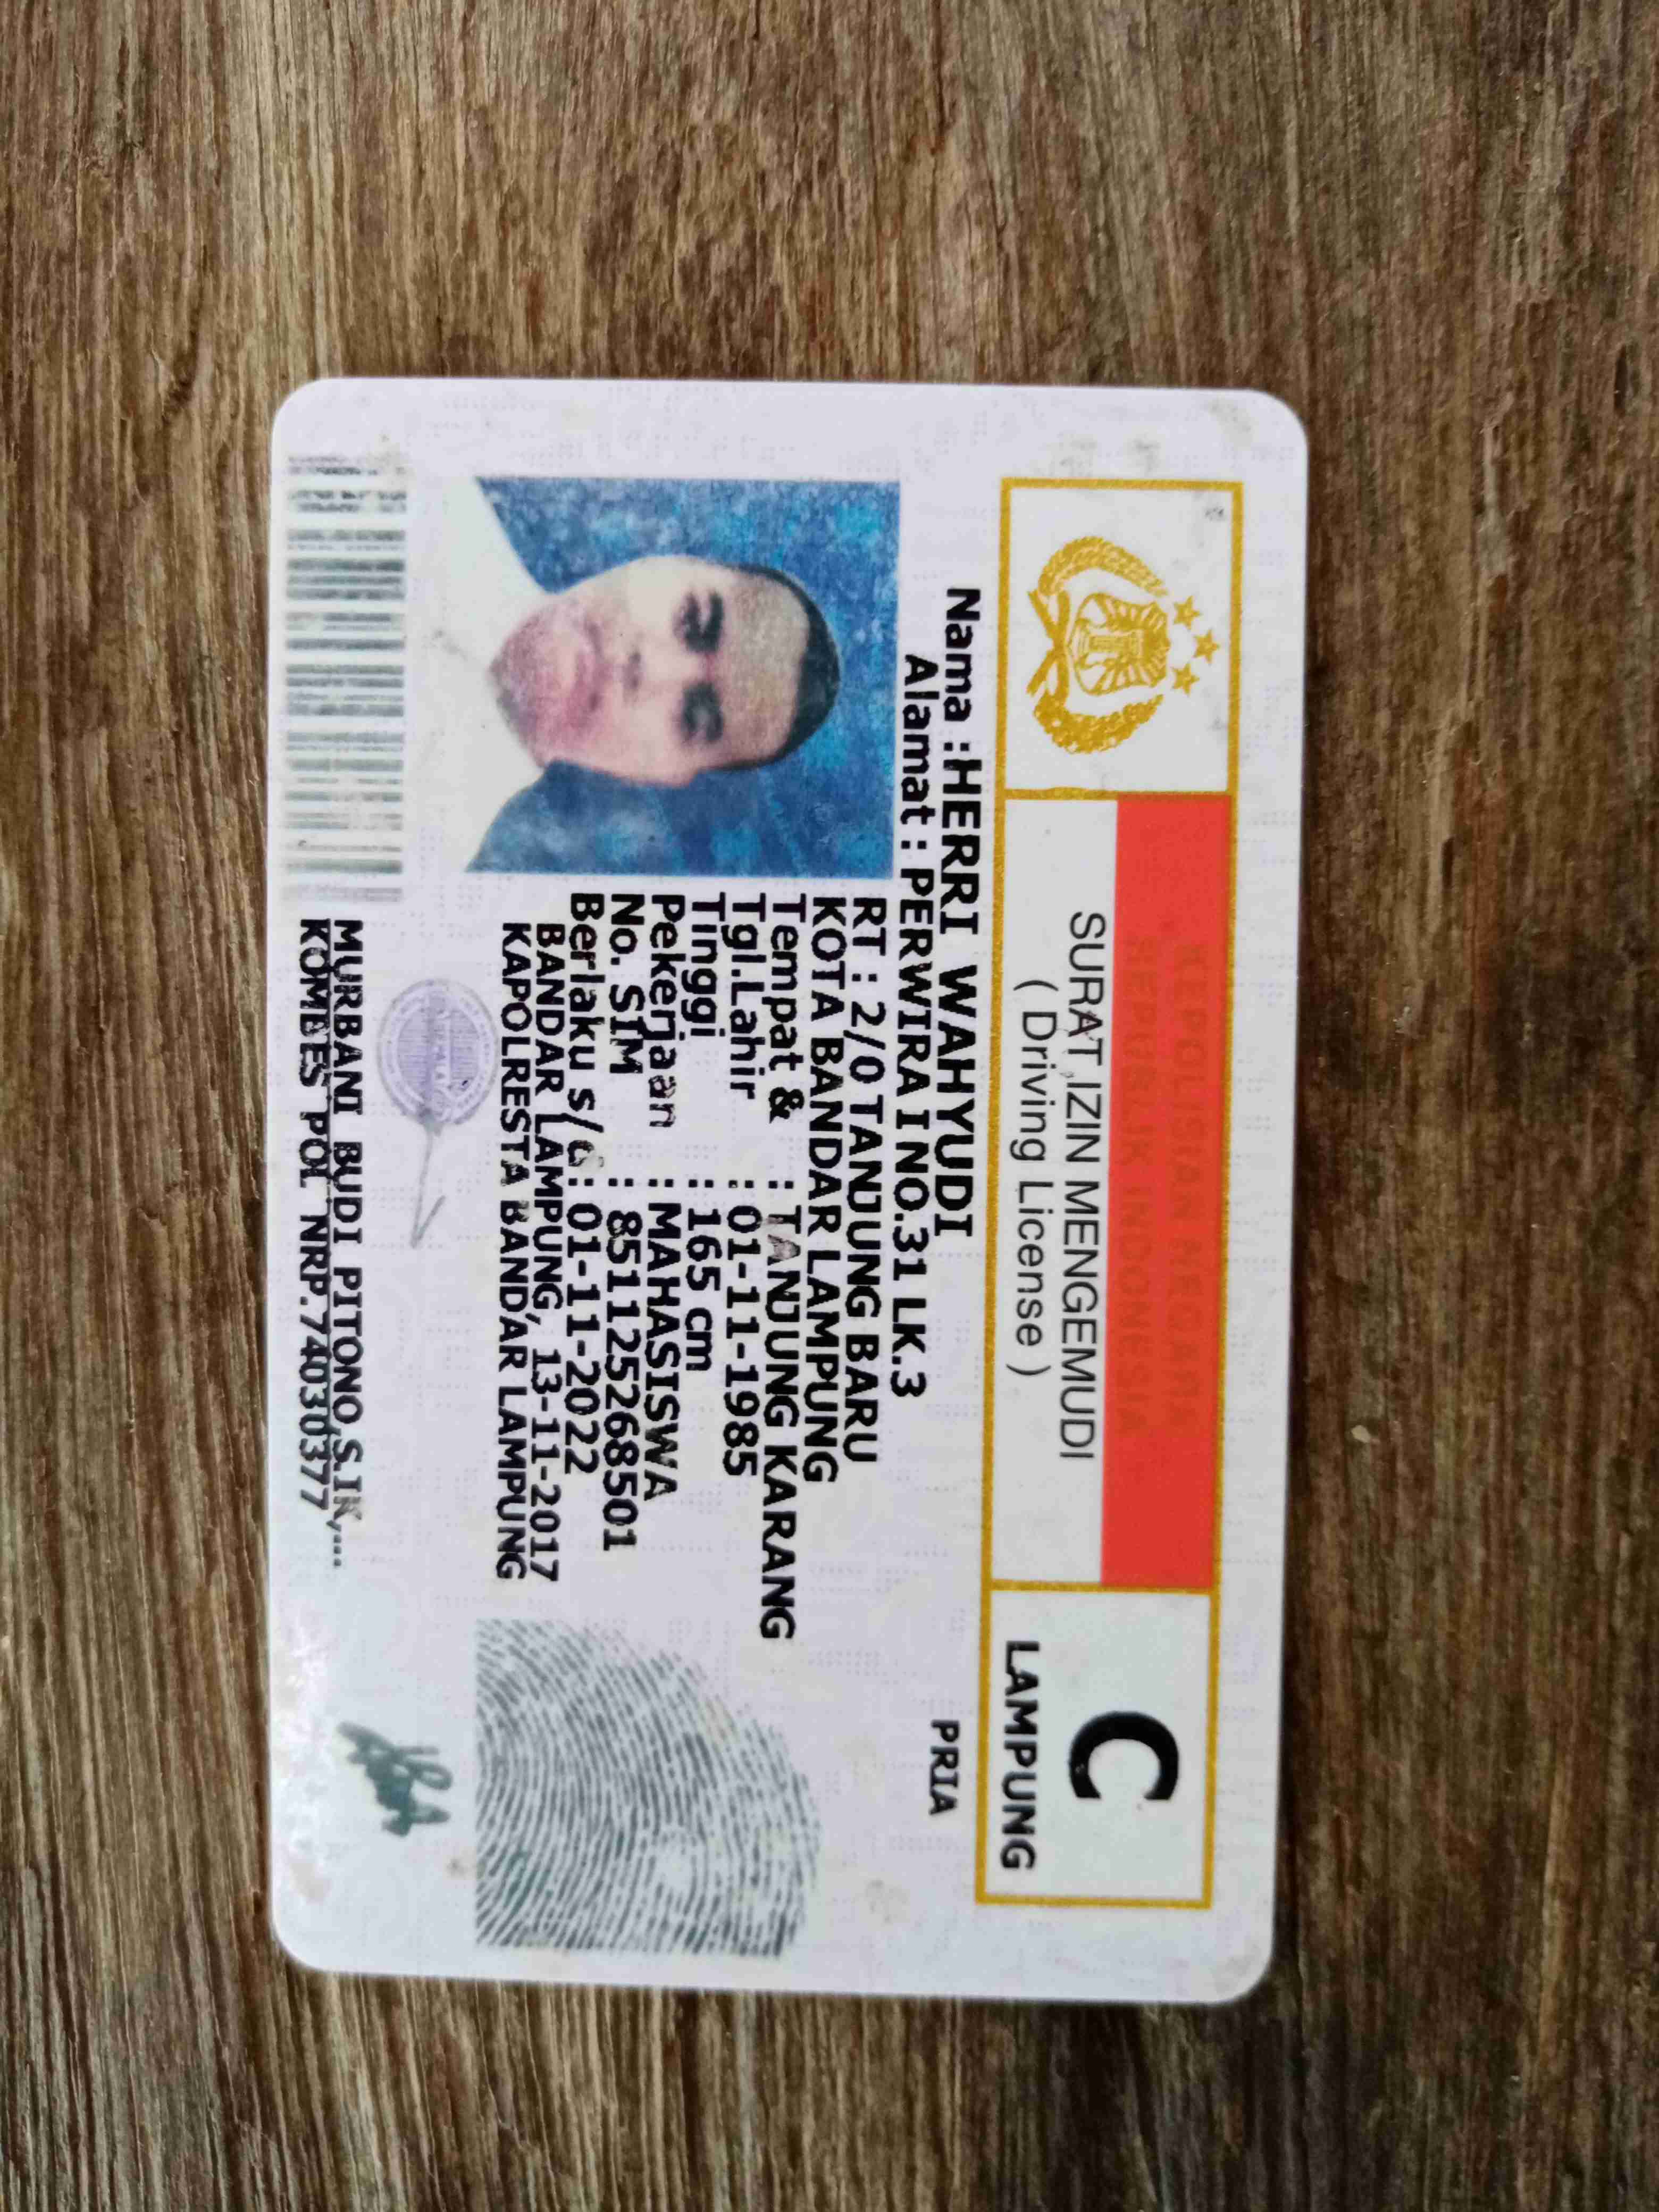 KEPOLISIAN NEGARA
REPUBLIK INDONESIA
SURAT IZIN MENGEMUDI
( Driving License )
C
LAMPUNG
Nama :HERRI WAHYUDI
PRIA
Alamat : PERWIRA I NO.31 LK.3
RT : 2/0 TANJUNG BARU
KOTA BANDAR LAMPUNG
Tempat & : TANJUNG KARANG
Tgl.Lahir : 01-11-1985
Tinggi : 165 cm
Pekerjaan : MAHASISWA
No. SIM : 851125268501
Berlaku s/d : 01-11-2022
BANDAR LAMPUNG, 13-11-2017
KAPOLRESTA BANDAR LAMPUNG
MURBANI BUDI PITONO,S.IK,...
KOMBES POL NRP.74030377